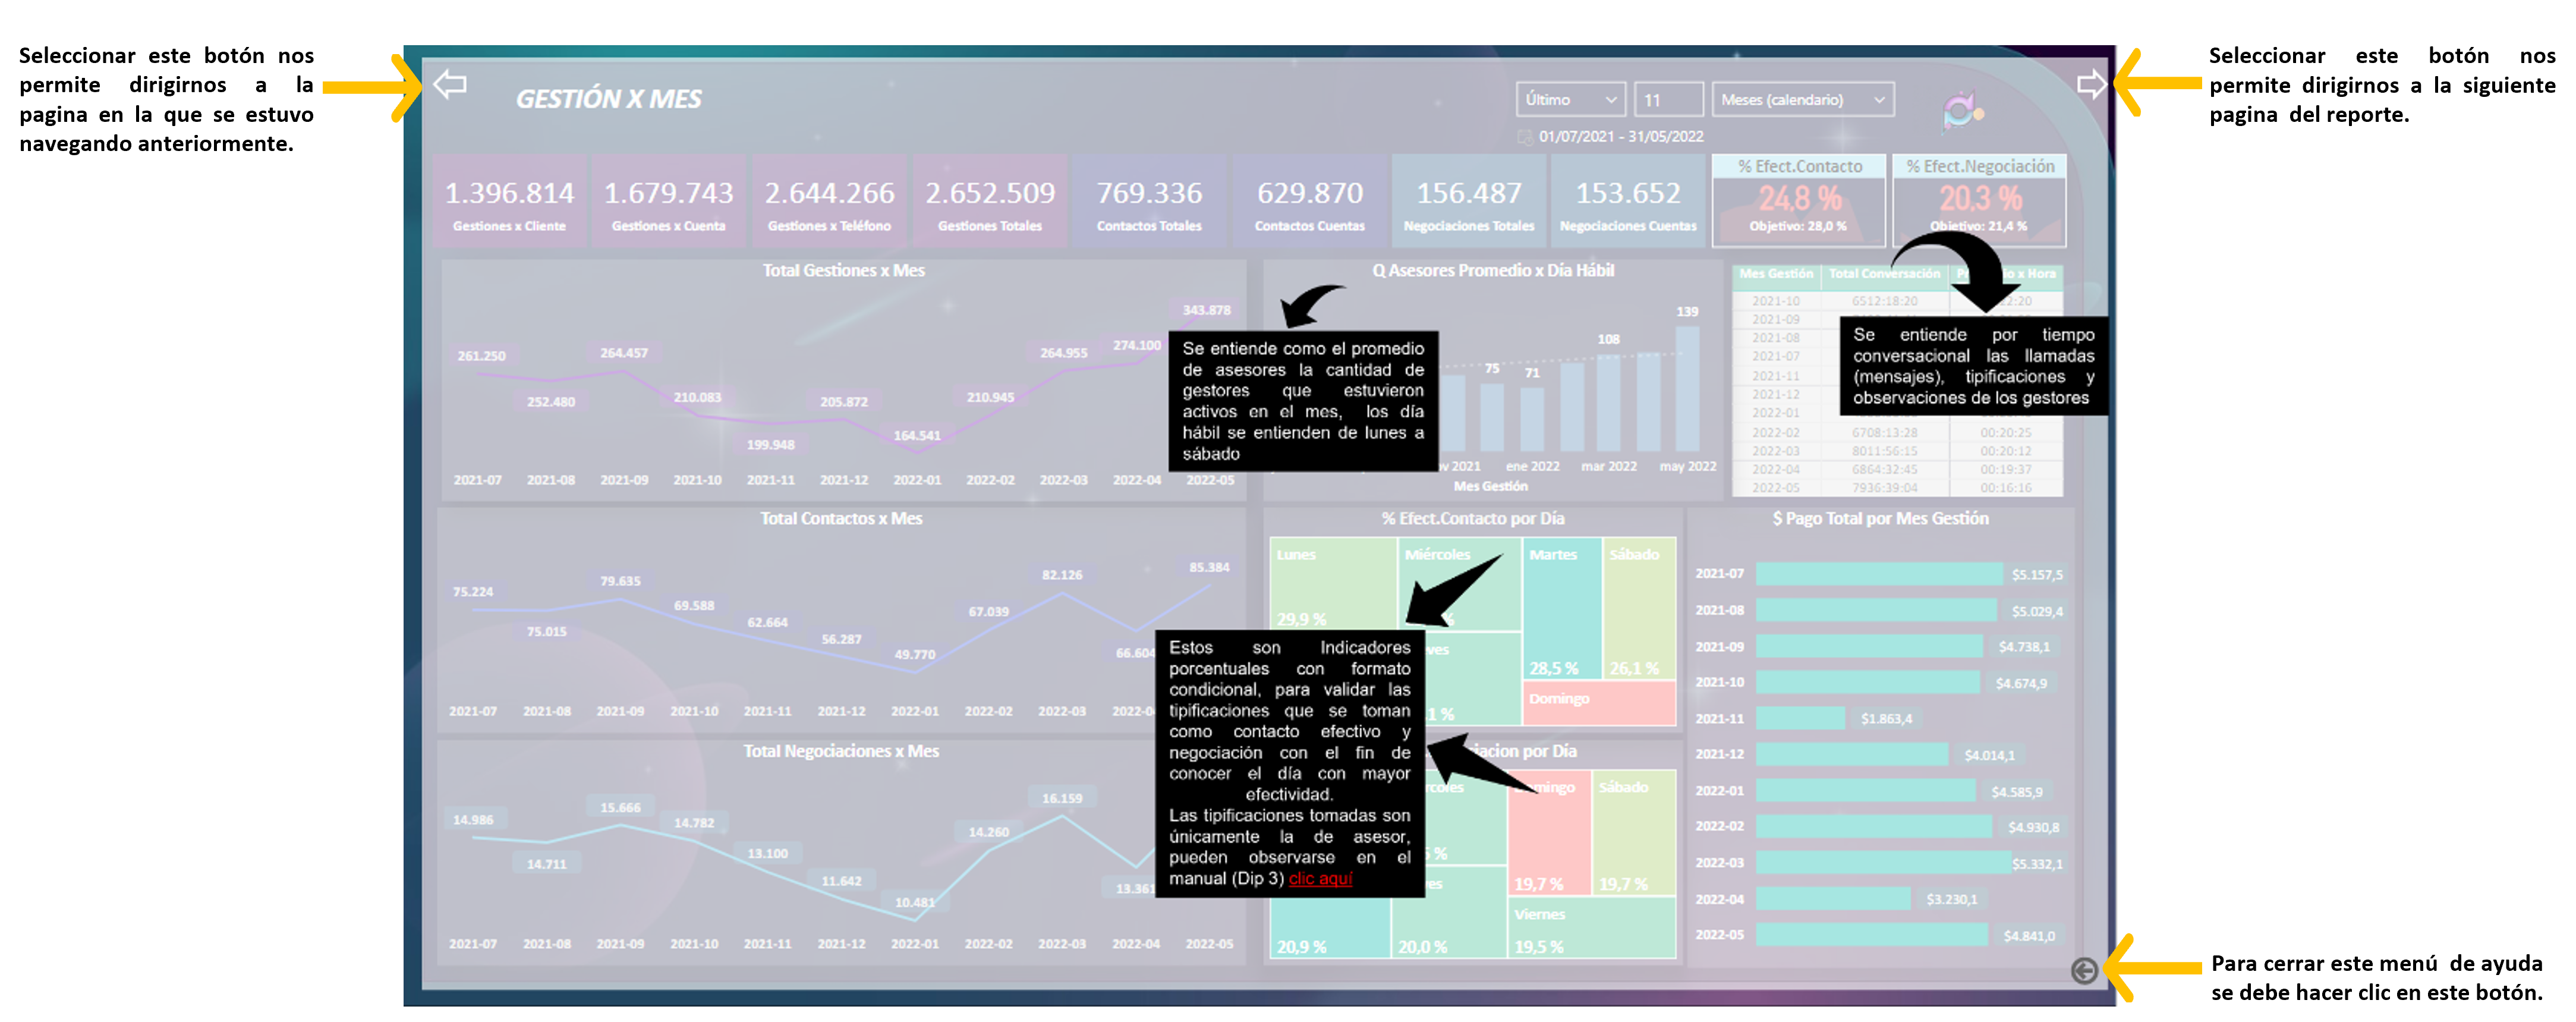 Seleccionar este botón nos
permite dirigirnos a la
pagina en la que se estuvo
navegando anteriormente.
Seleccionar este botón nos
permite dirigirnos a la siguiente
pagina del reporte.
GESTIÓN X MES
Último
11
Meses (calendario)
01/07/2021 - 31/05/2022
1.396.814
Gestiones x Cliente
1.679.743
Gestiones x Cuenta
2.644.266
Gestiones x Teléfono
2.652.509
Gestiones Totales
769.336
Contactos Totales
629.870
Contactos Cuentas
156.487
Negociaciones Totales
153.652
Negociaciones Cuentas
% Efect.Contacto
24,8 %
Objetivo: 28,0 %
% Efect.Negociación
20,3 %
Objetivo: 21,4 %
Total Gestiones x Mes
261.250
252.480
264.457
210.083
199.948
205.872
164.541
210.945
264.955
274.100
343.878
2021-07 2021-08 2021-09 2021-10 2021-11 2021-12 2022-01 2022-02 2022-03 2022-04 2022-05
Q Asesores Promedio x Día Hábil
75
71
108
139
2021 ene 2022 mar 2022 may 2022
Mes Gestión
Se entiende como el promedio
de asesores la cantidad de
gestores que estuvieron
activos en el mes, los día
hábil se entienden de lunes a
sábado
Mes Gestión Total Conversación x Hora
2021-10 6512:18:20 22:20
2021-09
2021-08
2021-07
2021-11
2021-12
2022-01
2022-02 6708:13:28 00:20:25
2022-03 8011:56:15 00:20:12
2022-04 6864:32:45 00:19:37
2022-05 7936:39:04 00:16:16
Se entiende por tiempo
conversacional las llamadas
(mensajes), tipificaciones y
observaciones de los gestores
Total Contactos x Mes
75.224
75.015
79.635
69.588
62.664
56.287
49.770
67.039
82.126
66.604
85.384
2021-07 2021-08 2021-09 2021-10 2021-11 2021-12 2022-01 2022-02 2022-03 2022-0
% Efect.Contacto por Día
Lunes
29,9 %
Miércoles
%
ves
1 %
Martes
28,5 %
Sábado
26,1 %
Domingo
Estos son Indicadores
porcentuales con formato
condicional, para validar las
tipificaciones que se toman
como contacto efectivo y
negociación con el fin de
conocer el día con mayor
efectividad.
Las tipificaciones tomadas son
únicamente la de asesor,
pueden observarse en el
manual (Dip 3) clic aquí
Total Negociaciones x Mes
14.986
14.711
15.666
14.782
13.100
11.642
10.481
14.260
16.159
13.361
2021-07 2021-08 2021-09 2021-10 2021-11 2021-12 2022-01 2022-02 2022-03 2022-04 2022-05
iacion por Día
rcoles
%
es
20,9 %
20,0 %
mingo
19,7 %
Sábado
19,7 %
Viernes
19,5 %
$ Pago Total por Mes Gestión
2021-07 $5.157,5
2021-08 $5.029,4
2021-09 $4.738,1
2021-10 $4.674,9
2021-11 $1.863,4
2021-12 $4.014,1
2022-01 $4.585,9
2022-02 $4.930,8
2022-03 $5.332,1
2022-04 $3.230,1
2022-05 $4.841,0
Para cerrar este menú de ayuda
se debe hacer clic en este botón.